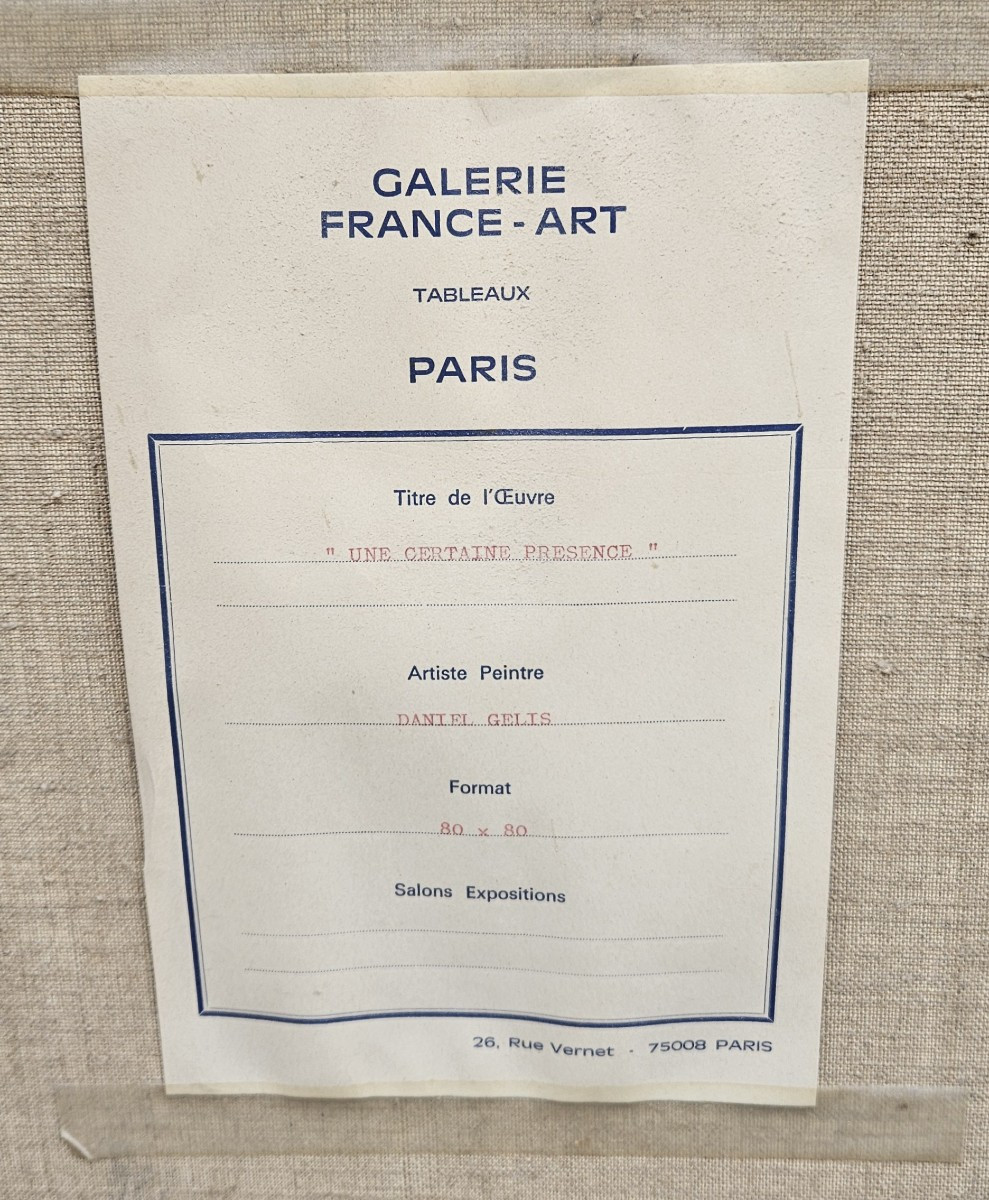 GALERIE
FRANCE - ART
TABLEAUX
PARIS
Titre de l'Œuvre
" UNE CERTAINE PRESENCE "
Artiste Peintre
DANIEL GELIS
Format
80 x 80
Salons Expositions
26, Rue Vernet - 75008 PARIS